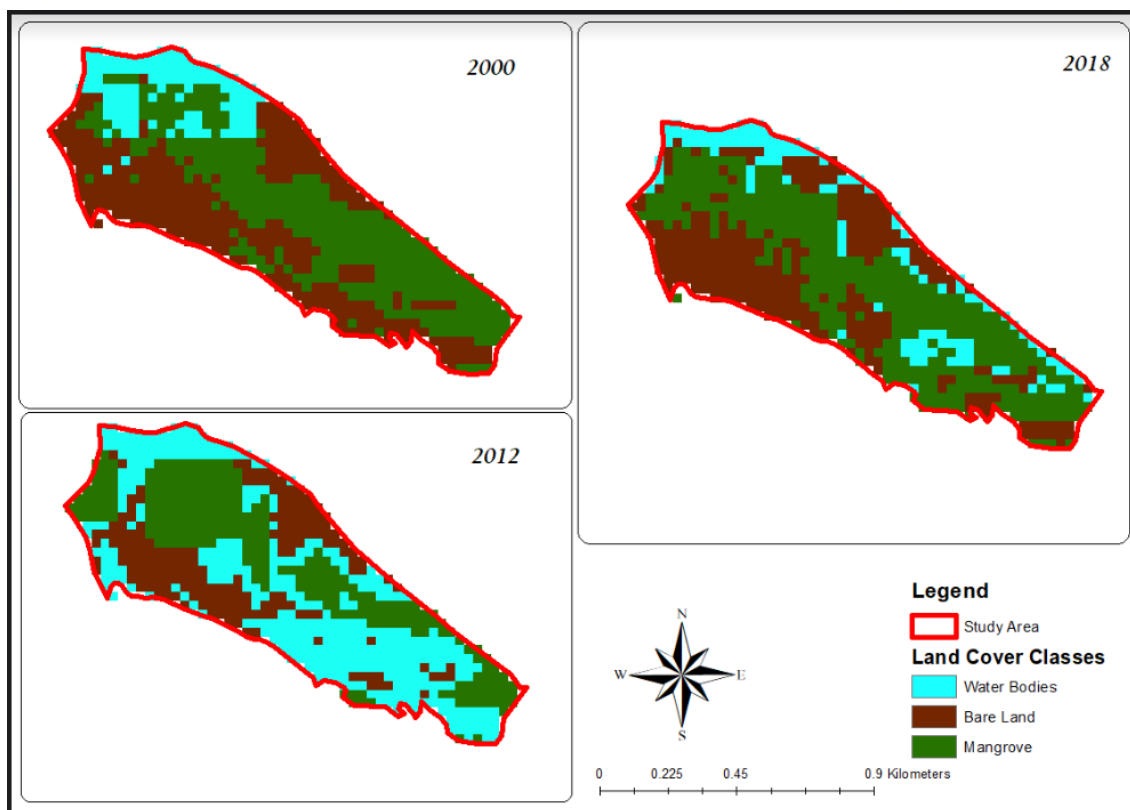 2000
2018
2012
N
W
E
S
Legend
Study Area
Land Cover Classes
Water Bodies
Bare Land
Mangrove
0 0.225 0.45 0.9 Kilometers